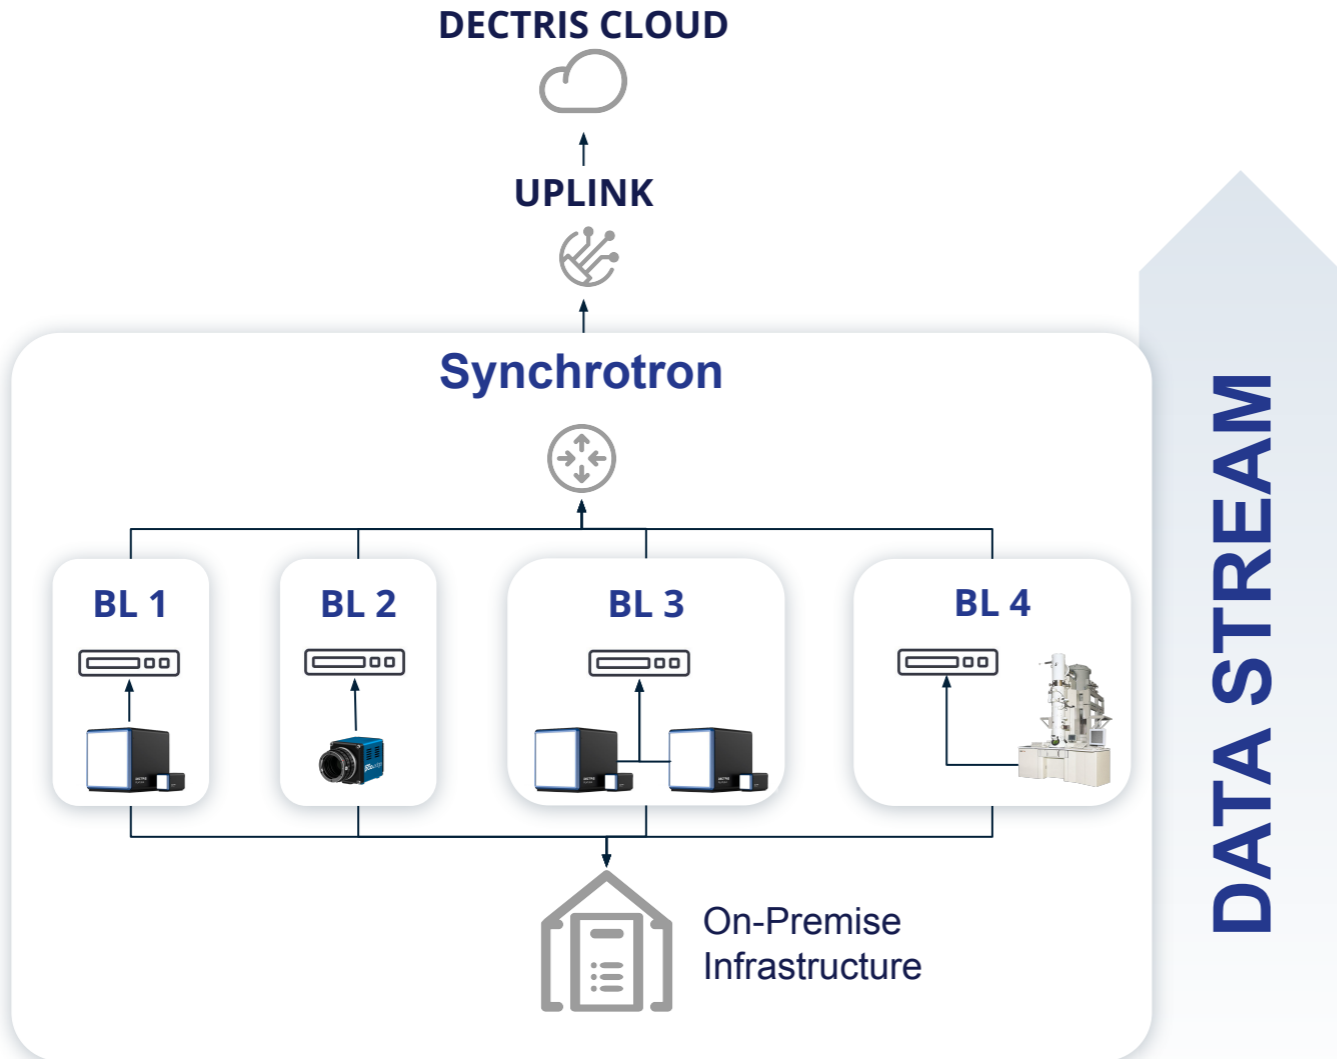 DECTRIS CLOUD
UPLINK
Synchrotron
BL 1
BL 2
BL 3
BL 4
On-Premise
Infrastructure
DATA STREAM